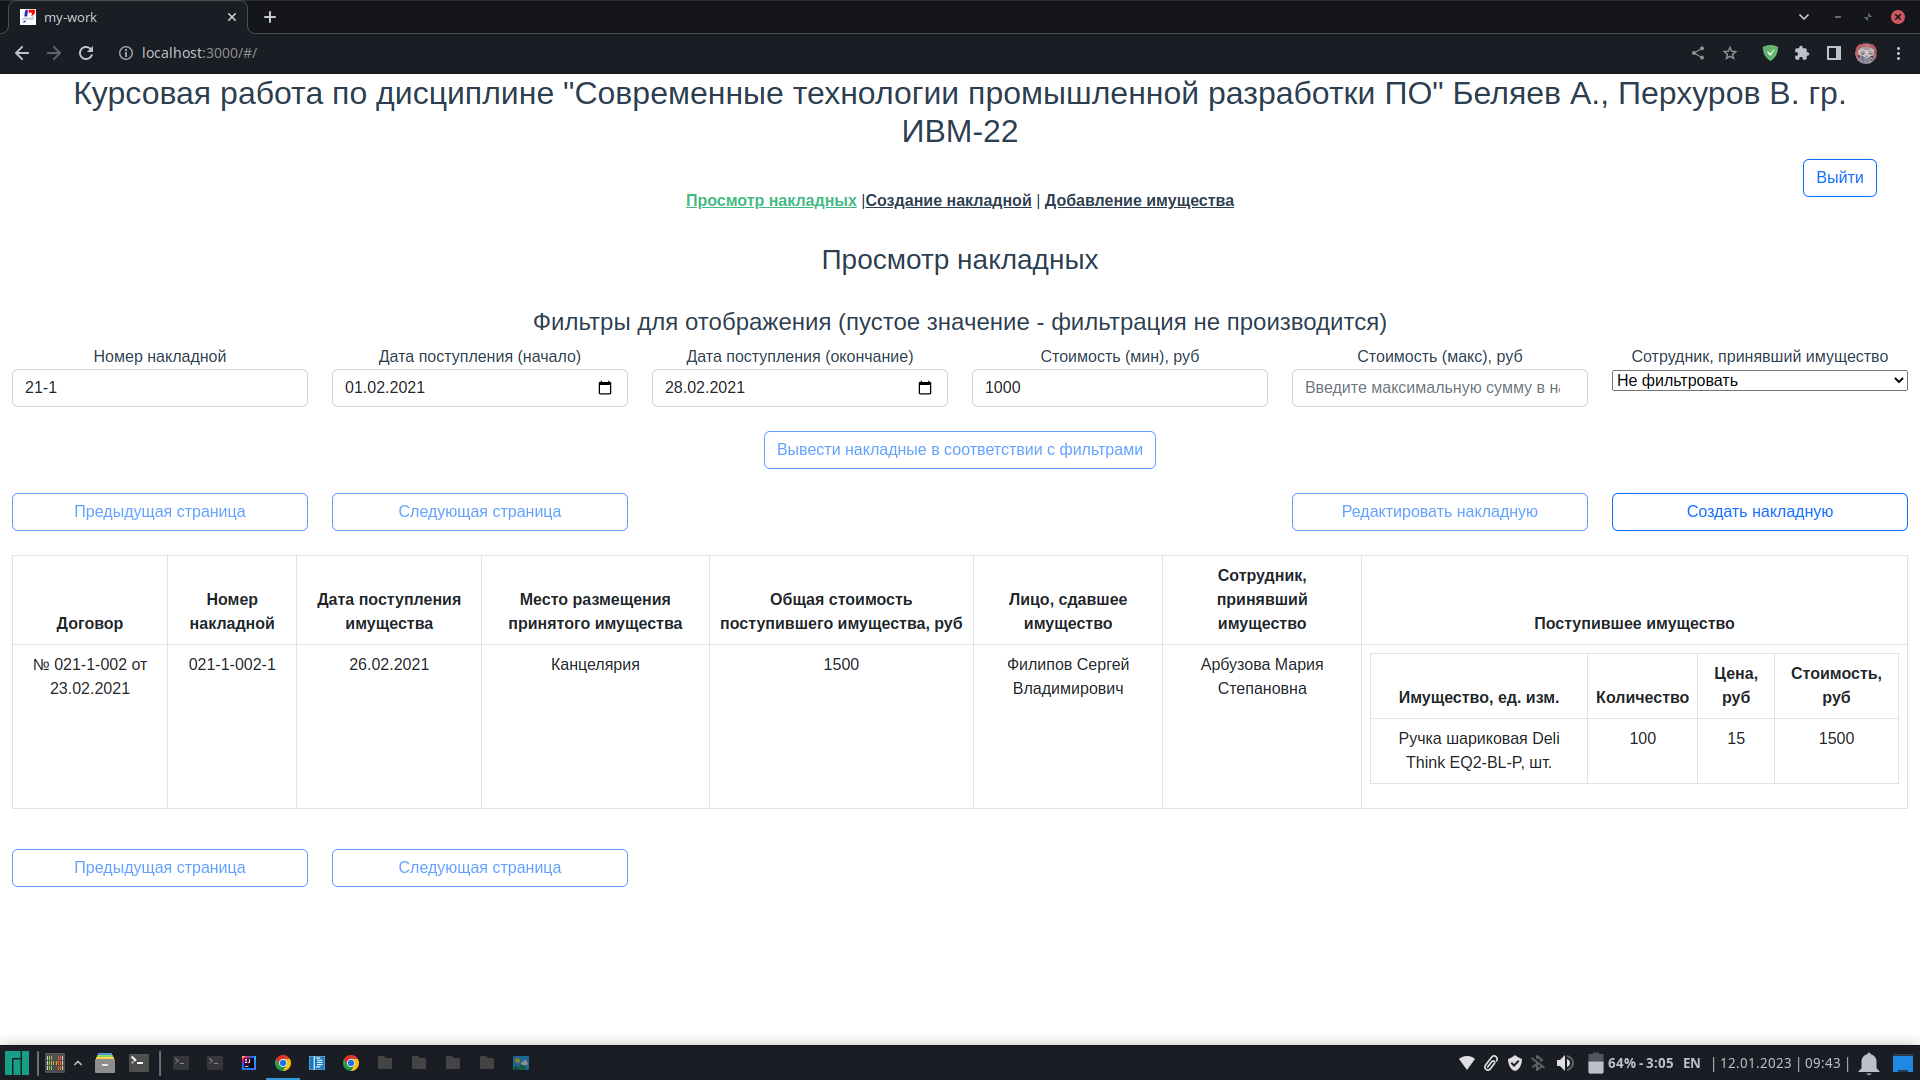 my-work
localhost:3000/#/
Курсовая работа по дисциплине "Современные технологии промышленной разработки ПО" Беляев А., Перхуров В. гр.
ИВМ-22
Выйти
Просмотр накладных |Создание накладной | Добавление имущества
Просмотр накладных
Фильтры для отображения (пустое значение - фильтрация не производится)
Номер накладной Дата поступления (начало) Дата поступления (окончание) Стоимость (мин), руб Стоимость (макс), руб Сотрудник, принявший имущество
21-1 01.02.2021 28.02.2021 1000 Введите максимальную сумму в на Не фильтровать
Вывести накладные в соответствии с фильтрами
Предыдущая страница Следующая страница Редактировать накладную Создать накладную
Договор
Номер
накладной
Дата поступления
имущества
Место размещения
принятого имущества
Общая стоимость
поступившего имущества, руб
Лицо, сдавшее
имущество
Сотрудник,
принявший
имущество
Поступившее имущество
№ 021-1-002 от
23.02.2021
021-1-002-1
26.02.2021
Канцелярия
1500
Филипов Сергей
Владимирович
Арбузова Мария
Степановна
Имущество, ед. изм.
Количество
Цена,
руб
Стоимость,
руб
Ручка шариковая Deli
Think EQ2-BL-P, шт.
100
15
1500
Предыдущая страница Следующая страница
64% - 3:05 EN | 12.01.2023 | 09:43 |